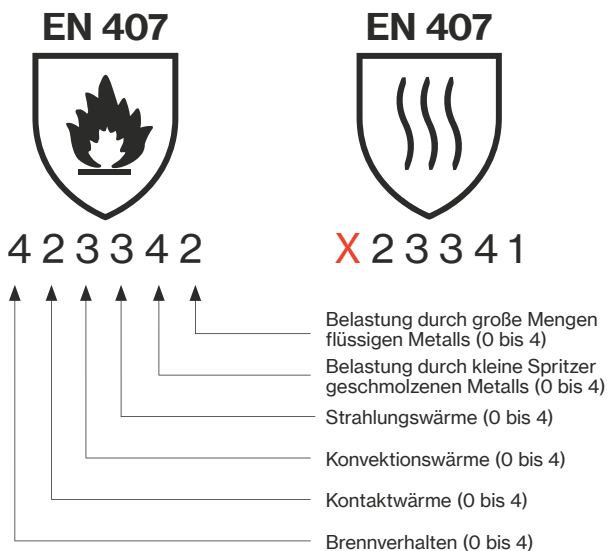 EN 407
EN 407
4 2 3 3 4 2
X 2 3 3 4 1
Belastung durch große Mengen
flüssigen Metalls (0 bis 4)
Belastung durch kleine Spritzer
geschmolzenen Metalls (0 bis 4)
Strahlungswärme (0 bis 4)
Konvektionswärme (0 bis 4)
Kontaktwärme (0 bis 4)
Brennverhalten (0 bis 4)